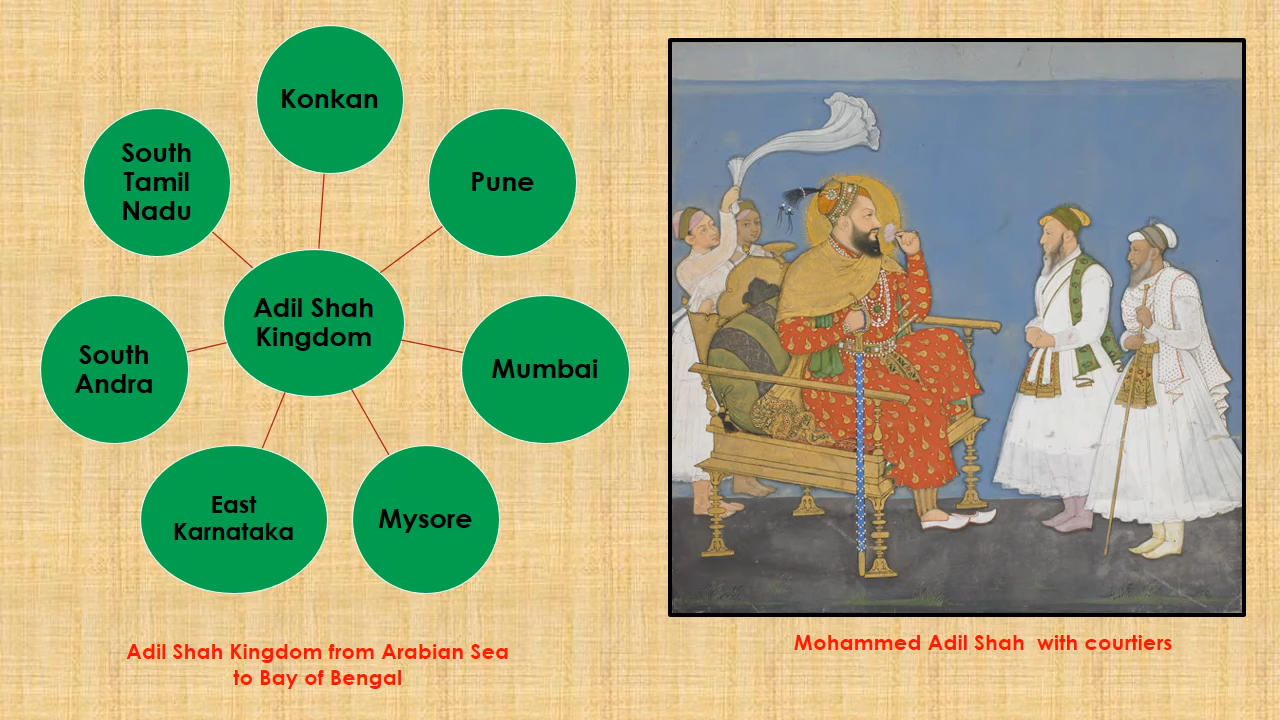 Konkan
South
Tamil
Nadu
Pune
Adil Shah
Kingdom
South
Andra
Mumbai
East
Karnataka
Mysore
Adil Shah Kingdom from Arabian Sea
to Bay of Bengal
Mohammed Adil Shah  with courtiers